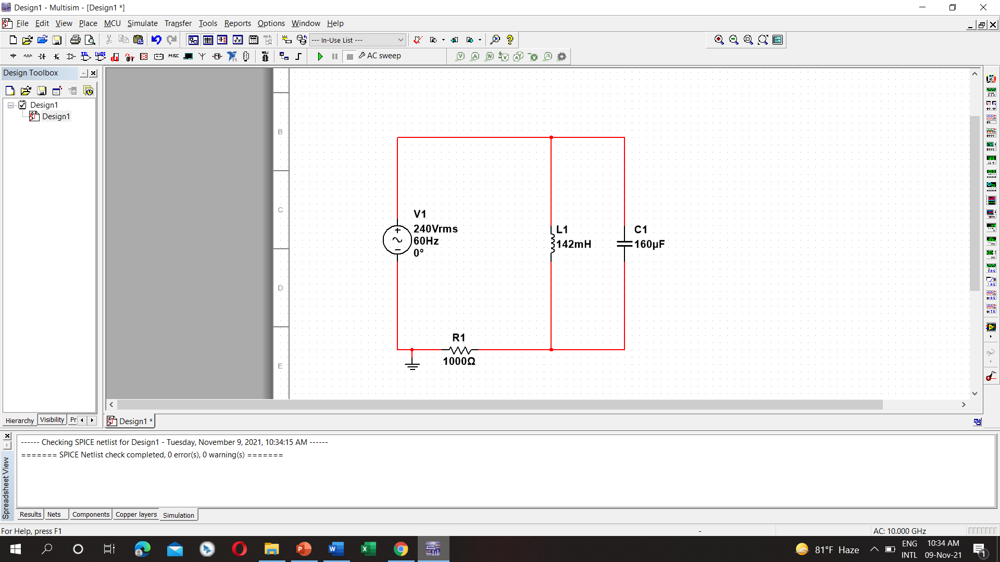 Design1 - Multisim - [Design1 *]
File Edit View Place MCU Simulate Transfer Tools Reports Options Window Help
--- In-Use List ---
MISC
AC sweep
Design Toolbox
Design1
Design1
B
C
D
E
V1
240Vrms
60Hz
0°
L1
142mH
C1
160µF
R1
1000Ω
Hierarchy Visibility Pr
Design1 *
------ Checking SPICE netlist for Design1 - Tuesday, November 9, 2021, 10:34:15 AM ------
======= SPICE Netlist check completed, 0 error(s), 0 warning(s) =======
Spreadsheet View
Results Nets Components Copper layers Simulation
For Help, press F1
-
AC: 10.000 GHz
81°F Haze
ENG
INTL
10:34 AM
09-Nov-21
1